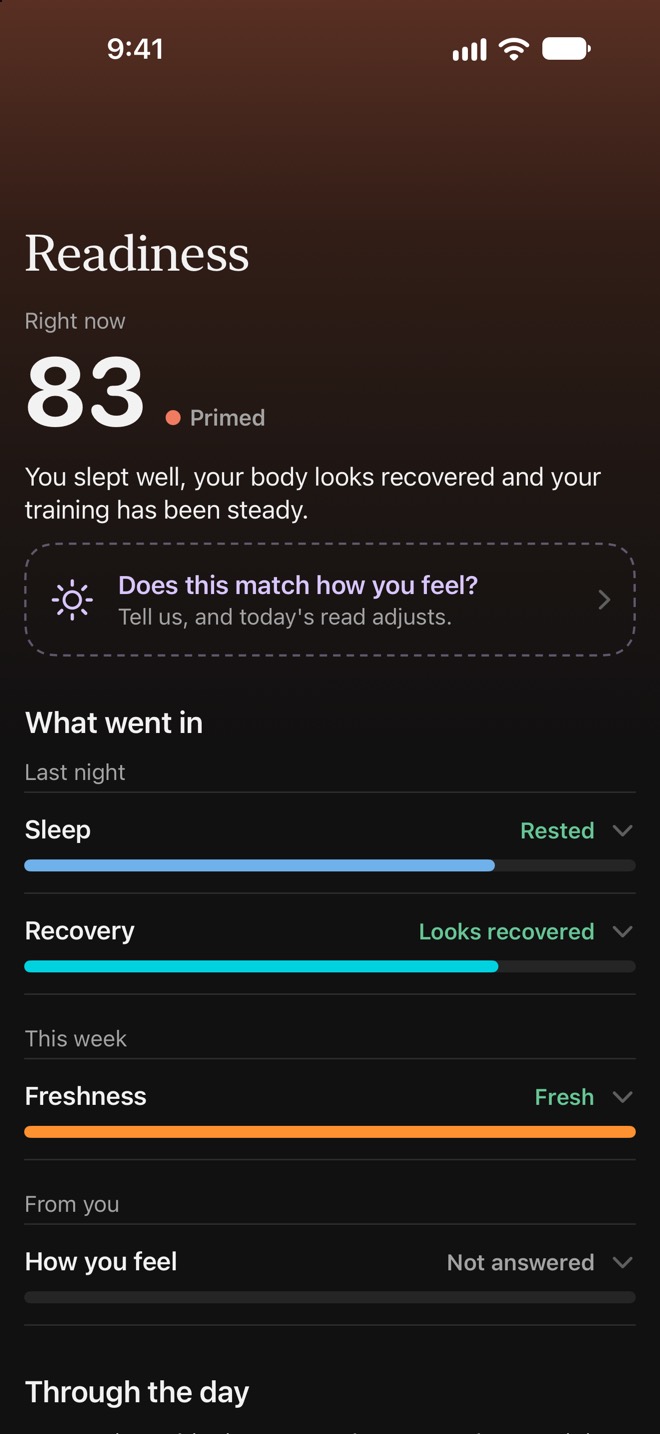 9:41
Readiness
Right now
83
Primed
You slept well, your body looks recovered and your
training has been steady.
Does this match how you feel?
Tell us, and today's read adjusts.
What went in
Last night
Sleep
Rested
Recovery
Looks recovered
This week
Freshness
Fresh
From you
How you feel
Not answered
Through the day